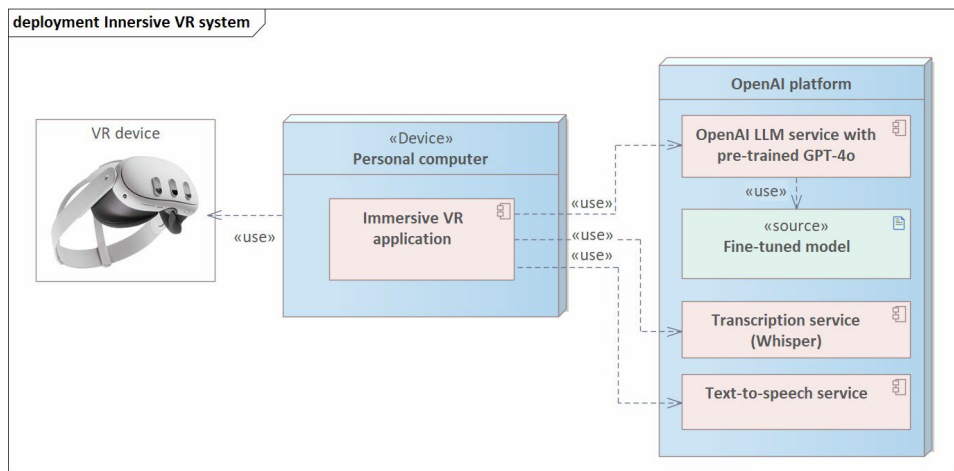 deployment Innersive VR system
VR device
«use»
«Device»
Personal computer
Immersive VR
application
«use»
«use»
«use»
OpenAI platform
OpenAI LLM service with
pre-trained GPT-4o
«use»
«source»
Fine-tuned model
Transcription service
(Whisper)
Text-to-speech service